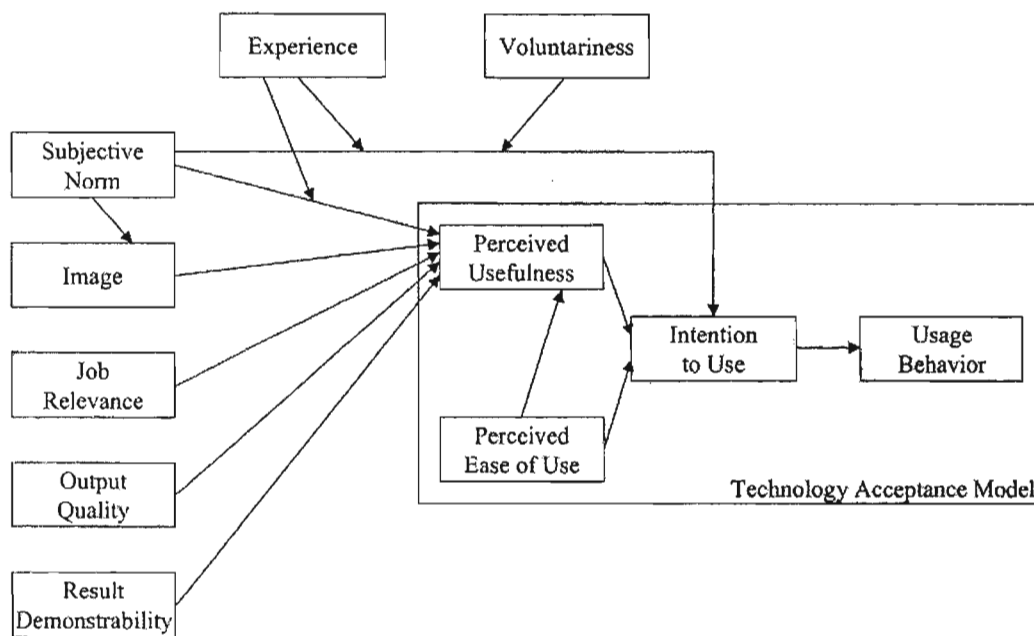 Experience
Voluntariness
Subjective
Norm
Image
Job
Relevance
Output
Quality
Result
Demonstrability
Perceived
Usefulness
Perceived
Ease of Use
Intention
to Use
Usage
Behavior
Technology Acceptance Model